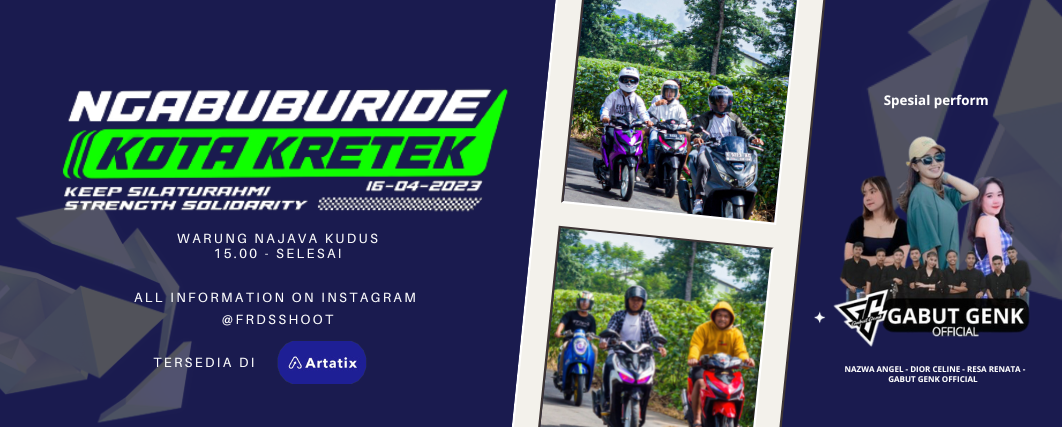 NGABUBURIDE
KOTA KRETEK
KEEP SILATURAHMI
16-04-2023
STRENGTH SOLIDARITY
WARUNG NAJAVA KUDUS
15.00 - SELESAI
ALL INFORMATION ON INSTAGRAM
@FRDSSHOOT
TERSEDIA DI
Artatix
Spesial perform
GABUT GENK
OFFICIAL
NAZWA ANGEL - DIOR CELINE - RESA RENATA -
GABUT GENK OFFICIAL